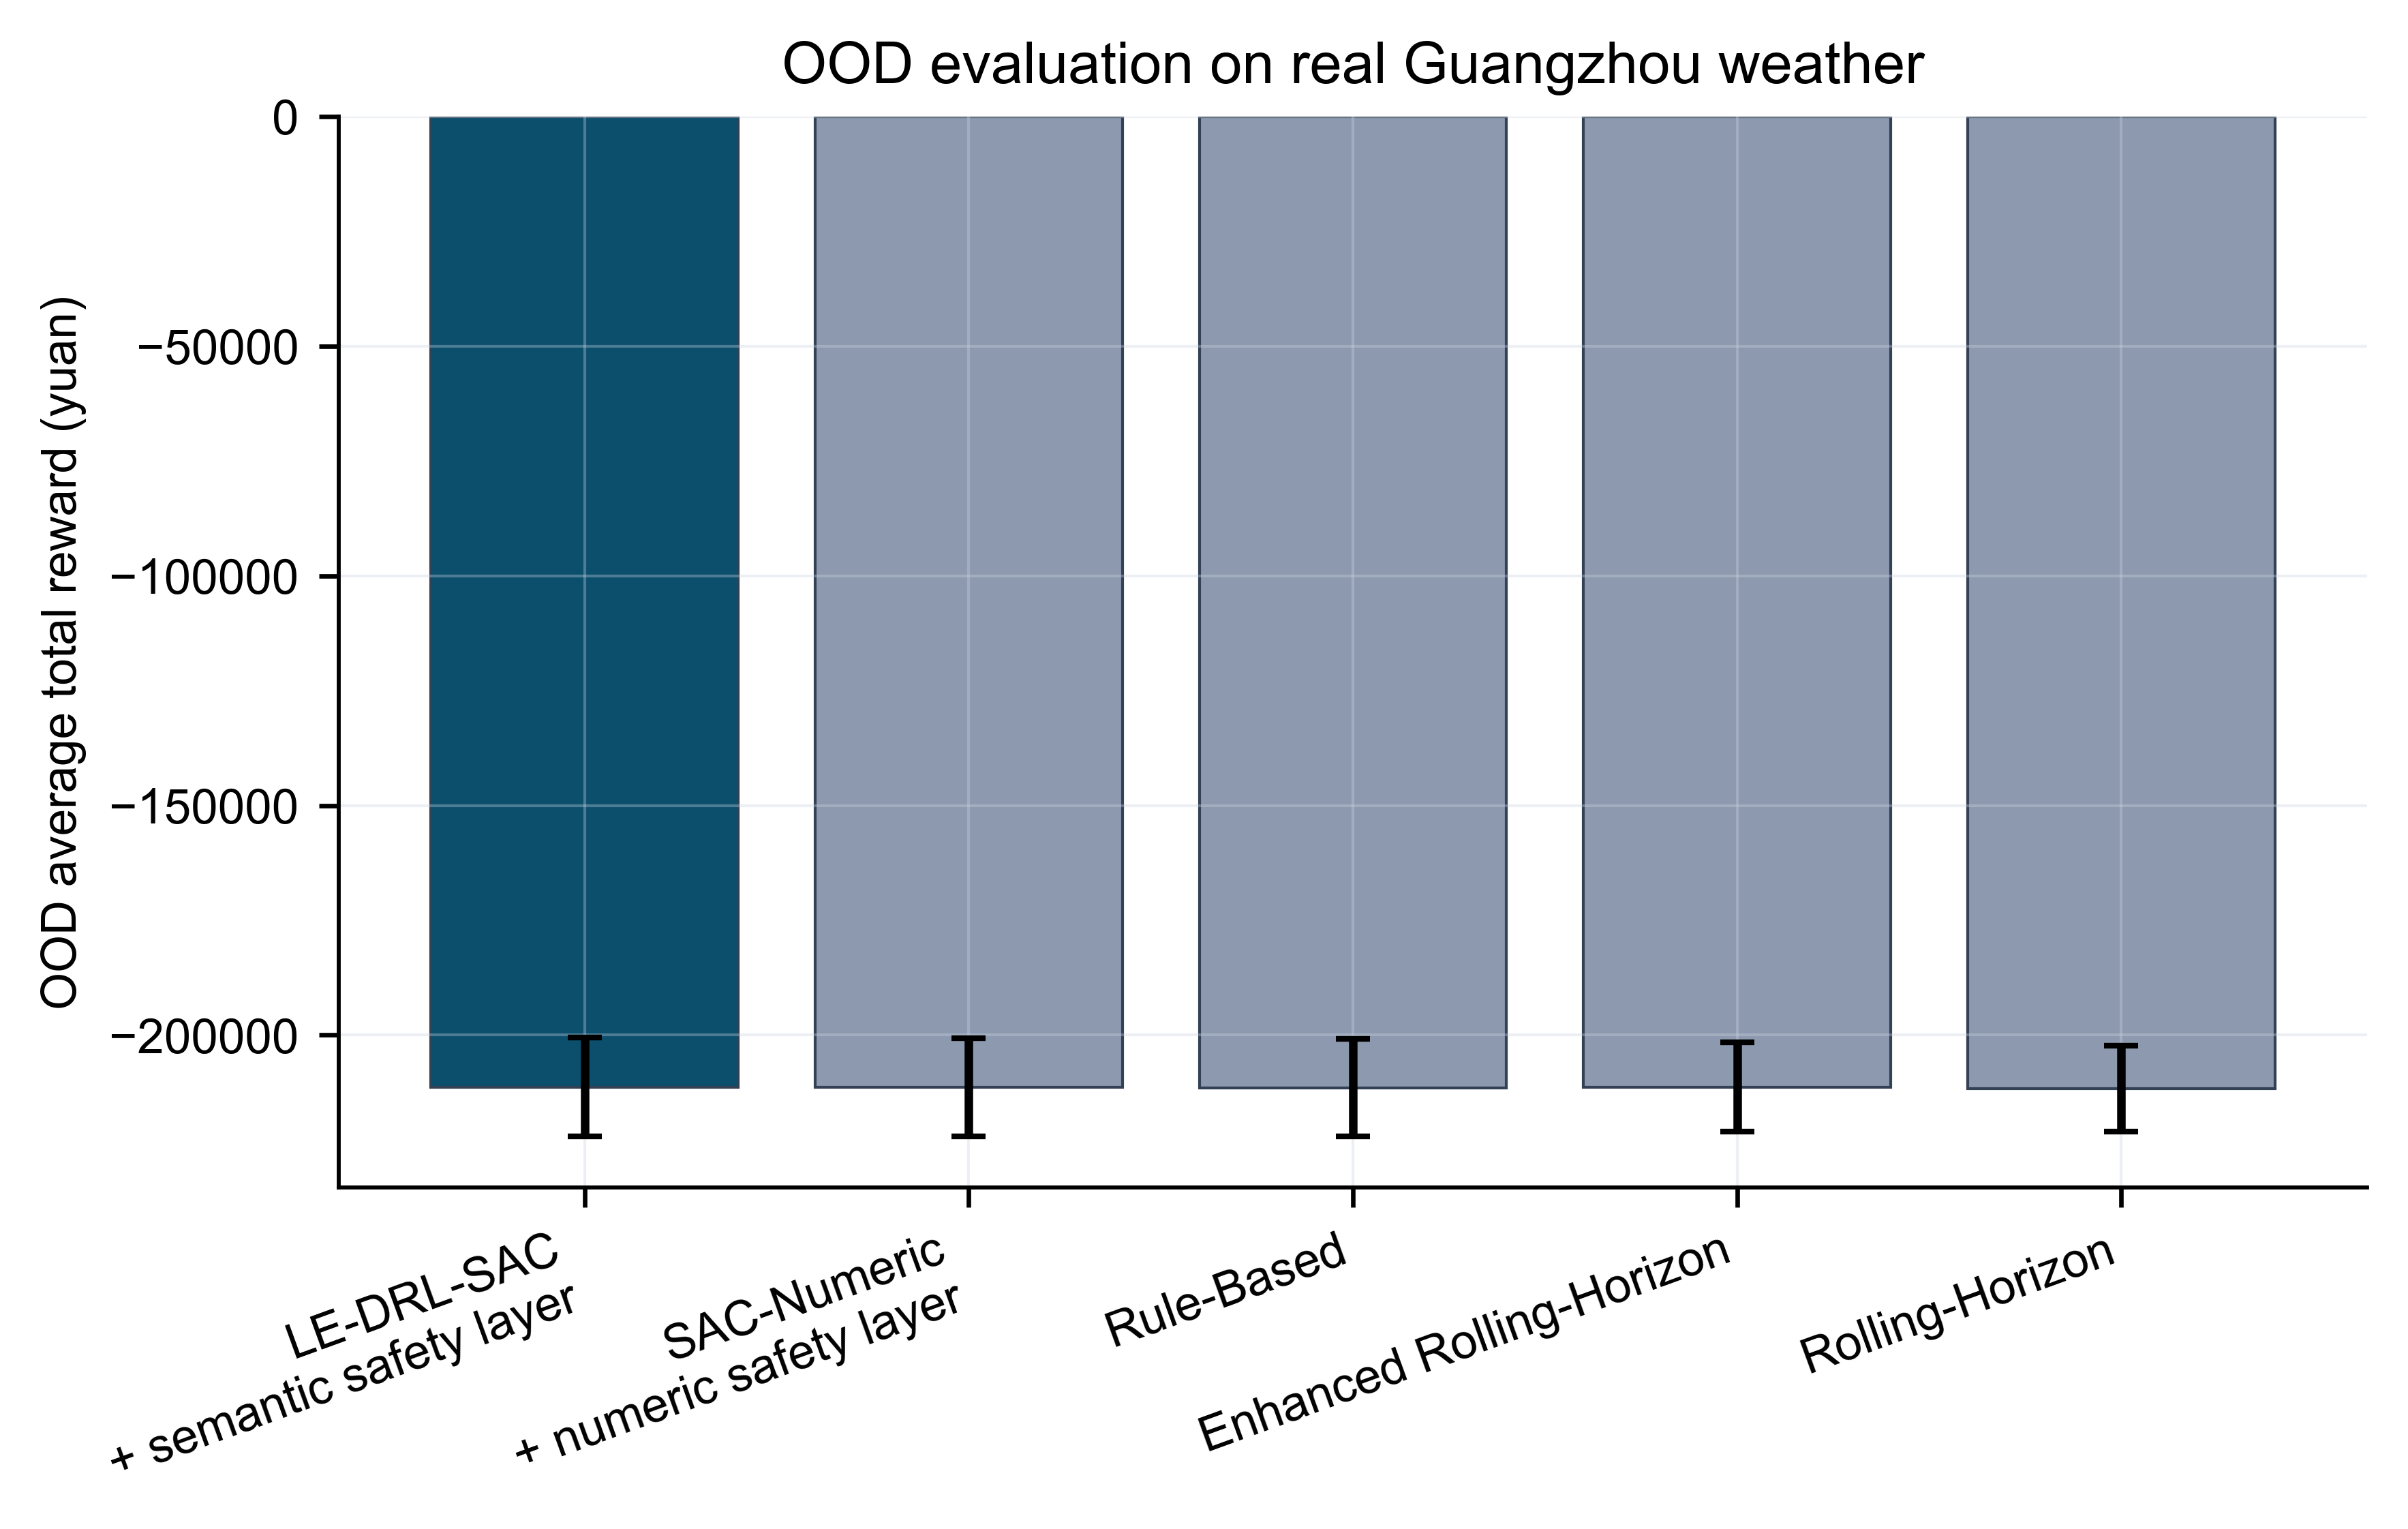 OOD evaluation on real Guangzhou weather
OOD average total reward (yuan)
0
−50000
−100000
−150000
−200000
LE-DRL-SAC
+ semantic safety layer
SAC-Numeric
+ numeric safety layer
Rule-Based
Enhanced Rolling-Horizon
Rolling-Horizon